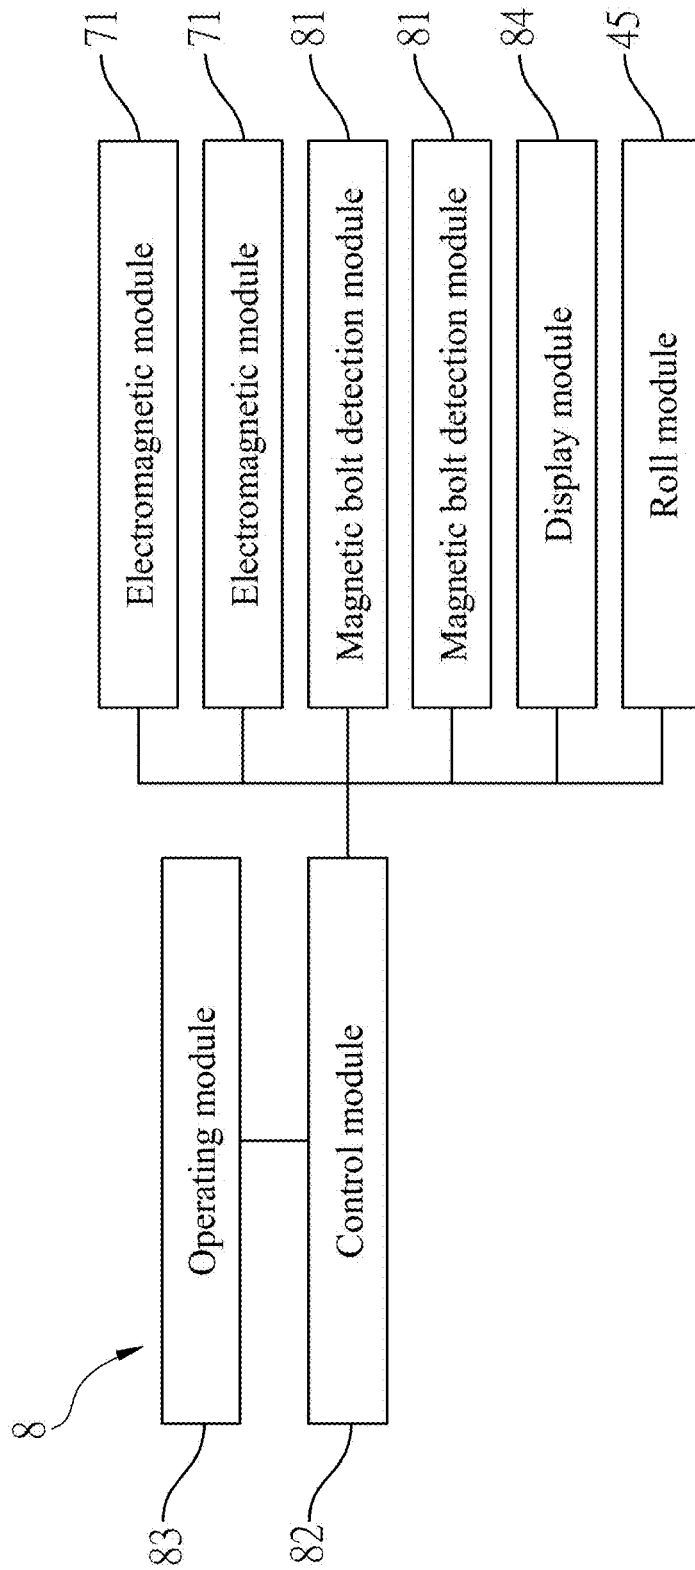 8
83
Operating module
82
Control module
Electromagnetic module
71
Electromagnetic module
71
Magnetic bolt detection module
81
Magnetic bolt detection module
81
Display module
84
Roll module
45